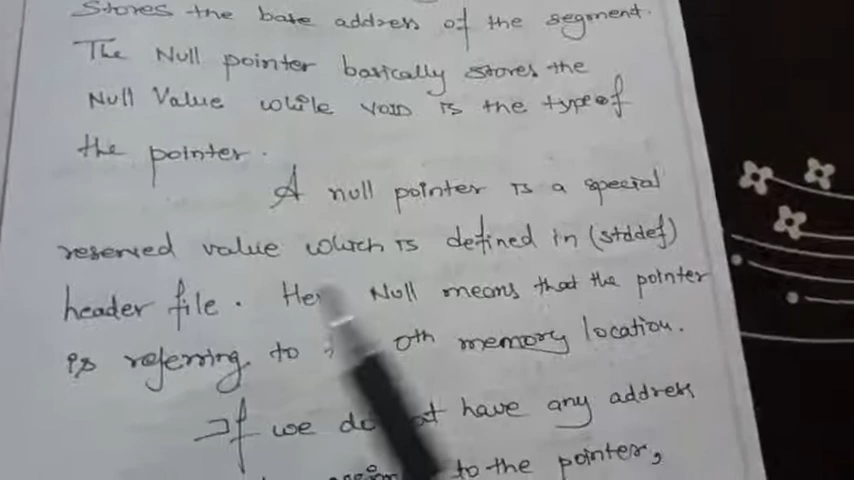 Stores the base address of the segment.
The Null pointer basically stores the
Null Value while void is the type of
the pointer.
A null pointer is a special
reserved value which is defined in (stddef)
header file. Null means that the pointer
is referring to 0th memory location.
If we do have any address
to the pointer,